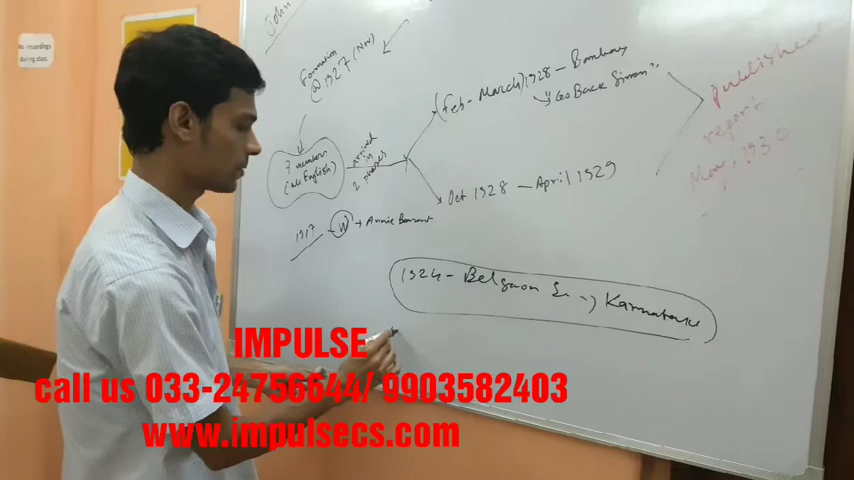 No recordings
during class.
John
Formation
@ 1927 (Nov)
7 members
(All English)
Arrived
in
2 phases
(Feb - March) 1928 - Bombay
"Go Back Simon".
Oct 1928 - April 1929
published
report
May, 1930
1917 - W → Annie Besant
1924 - Belgaon → Karnataka
IMPULSE
call us 033-24756644/ 9903582403
www.impulsecs.com